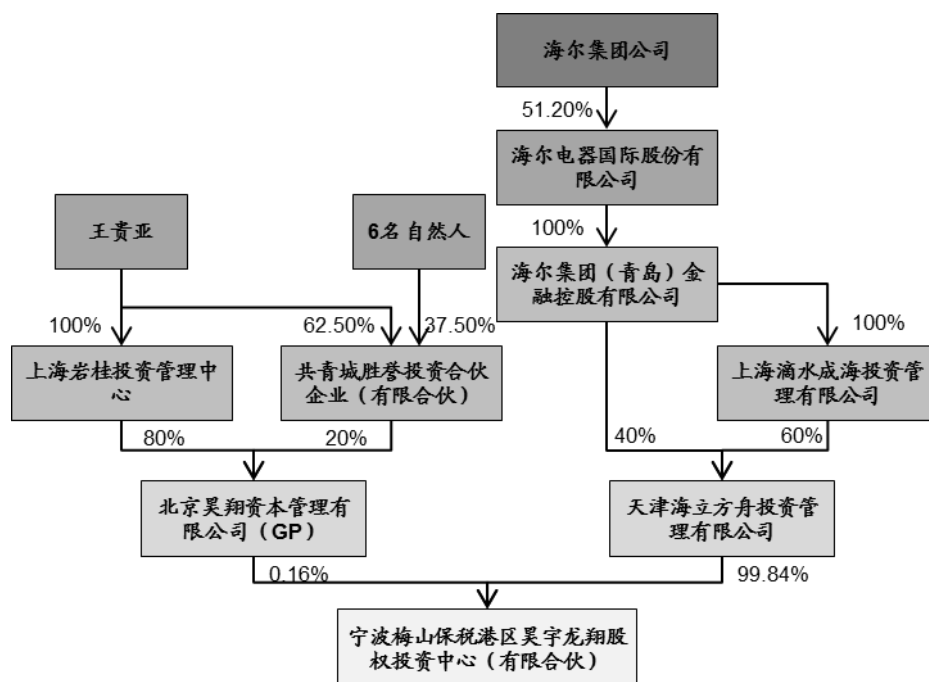 海尔集团公司
51.20%
海尔电器国际股份有
限公司
王贵亚
6名 自然人
100%
海尔集团（青岛）金
融控股有限公司
100%
62.50%
37.50%
100%
上海岩桂投资管理中
心
共青城胜誉投资合伙
企业（有限合伙）
上海滴水成海投资管
理有限公司
80%
20%
40%
60%
北京昊翔资本管理有
限公司（GP）
天津海立方舟投资管
理有限公司
0.16%
99.84%
宁波梅山保税港区昊宇龙翔股
权投资中心（有限合伙）